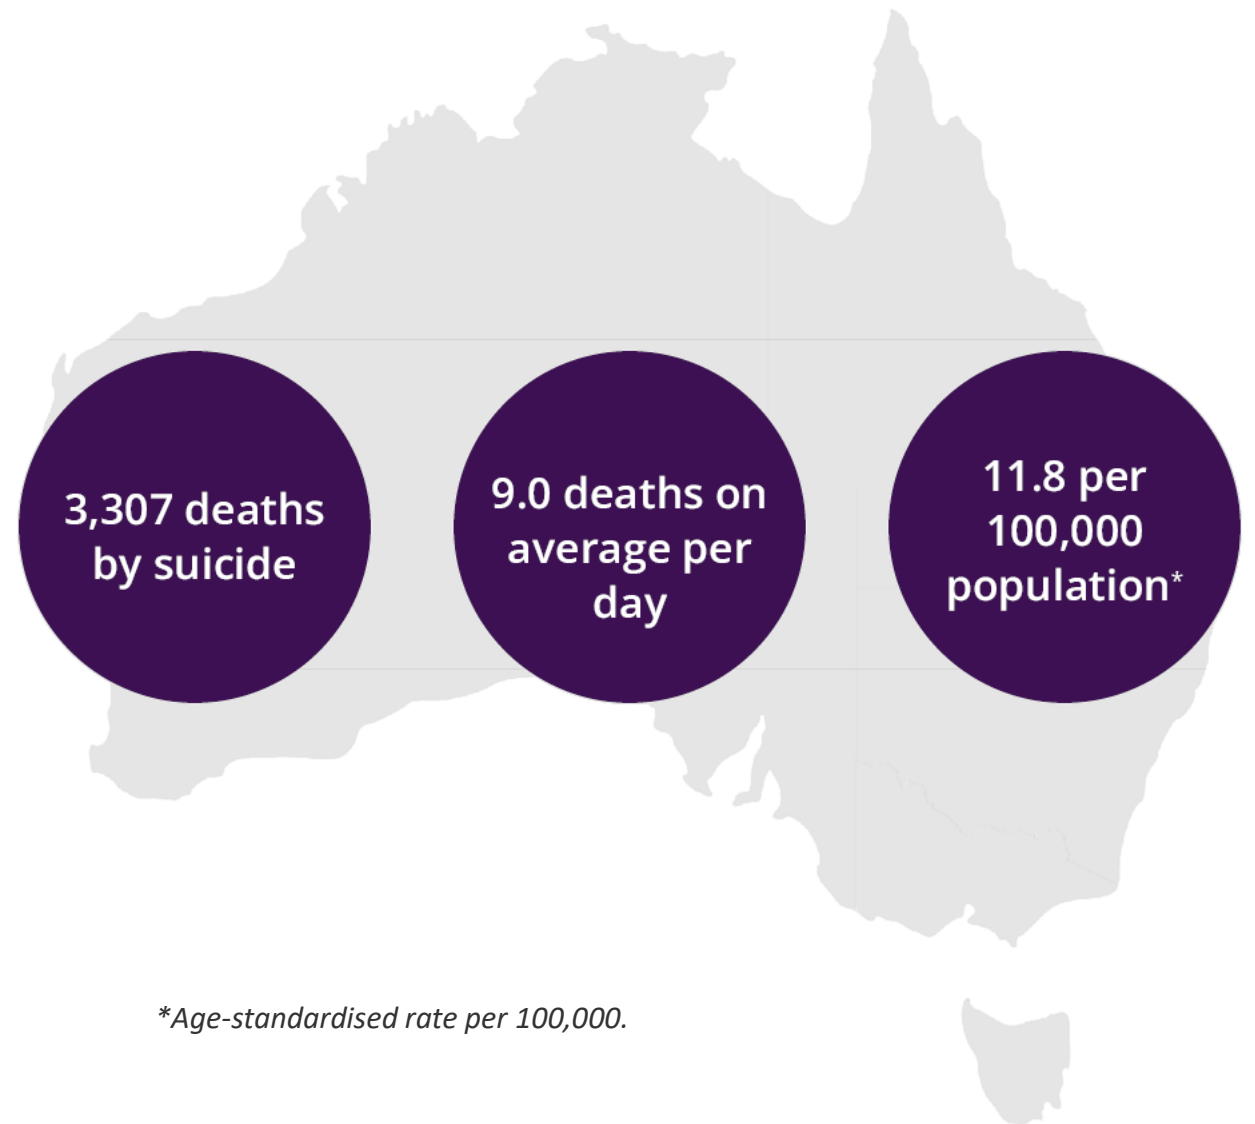 3,307 deaths
by suicide
9.0 deaths on
average per
day
11.8 per
100,000
population*
*Age-standardised rate per 100,000.